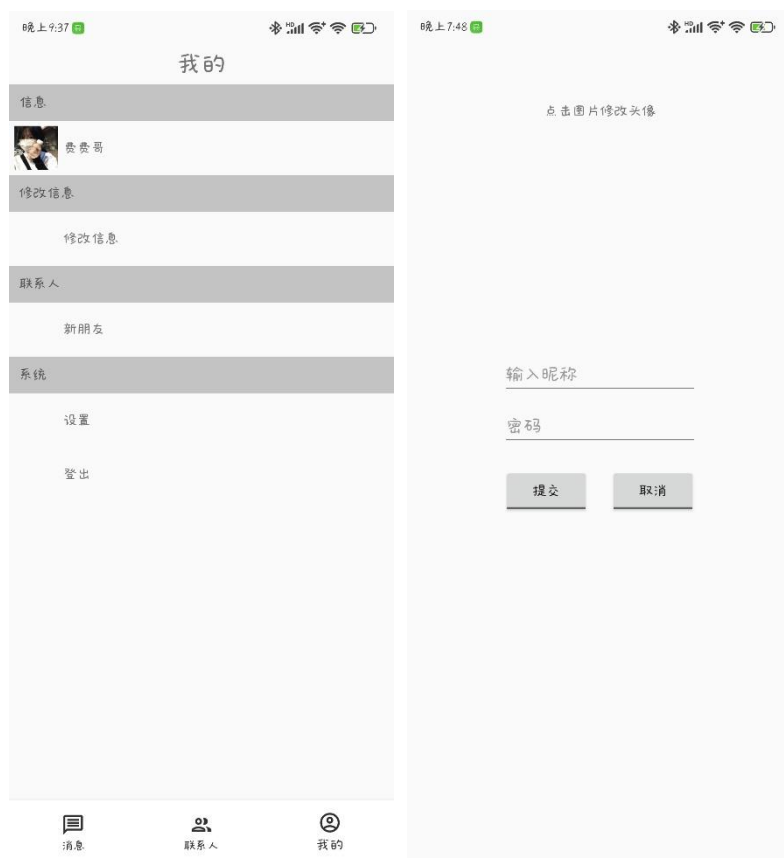 晚上9:37
我的
信息
费费哥
修改信息
修改信息
联系人
新朋友
系统
设置
登出
消息
联系人
我的
晚上7:48
点击图片修改头像
输入昵称
密码
提交
取消